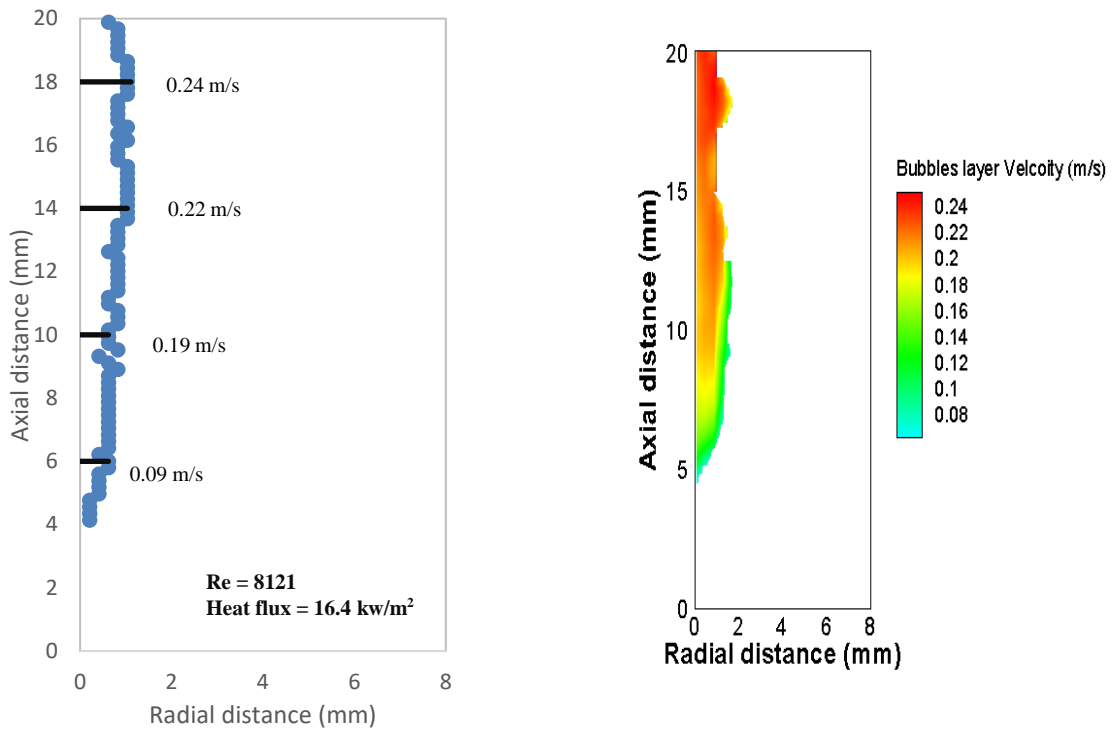 20
18
16
14
12
10
8
6
4
2
0
Axial distance (mm)
0.24 m/s
0.22 m/s
0.19 m/s
0.09 m/s
Re = 8121
Heat flux = 16.4 kw/m²
0 2 4 6 8
Radial distance (mm)
20
15
10
5
0
Axial distance (mm)
0 2 4 6 8
Radial distance (mm)
Bubbles layer Velcoity (m/s)
0.24
0.22
0.2
0.18
0.16
0.14
0.12
0.1
0.08